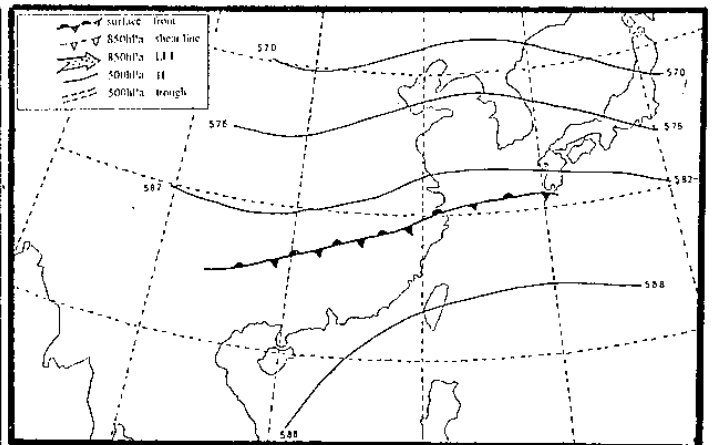 surface front
850hPa shear line
850hPa LLJ
500hPa H
500hPa trough
570
570
576
576
582
582
588
588